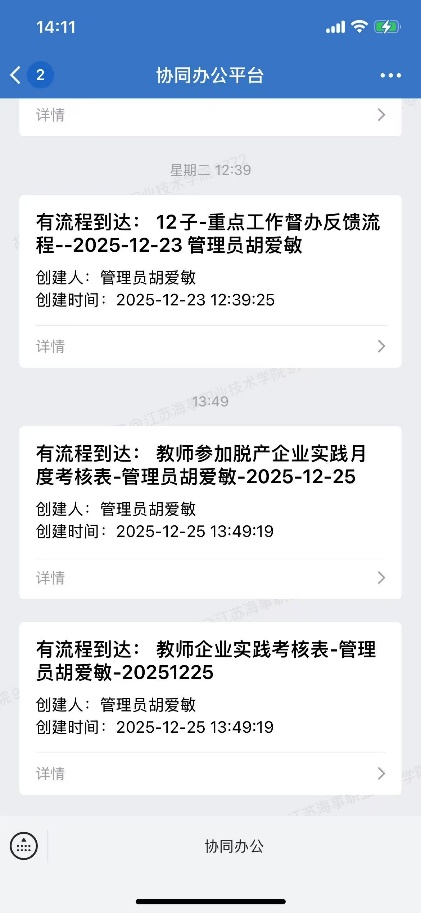 14:11
2
协同办公平台
详情
星期二 12:39
有流程到达： 12子-重点工作督办反馈流
程--2025-12-23 管理员胡爱敏
创建人：管理员胡爱敏
创建时间：2025-12-23 12:39:25
详情
13:49
有流程到达： 教师参加脱产企业实践月
度考核表-管理员胡爱敏-2025-12-25
创建人：管理员胡爱敏
创建时间：2025-12-25 13:49:19
详情
有流程到达： 教师企业实践考核表-管理
员胡爱敏-20251225
创建人：管理员胡爱敏
创建时间：2025-12-25 13:49:19
详情
协同办公